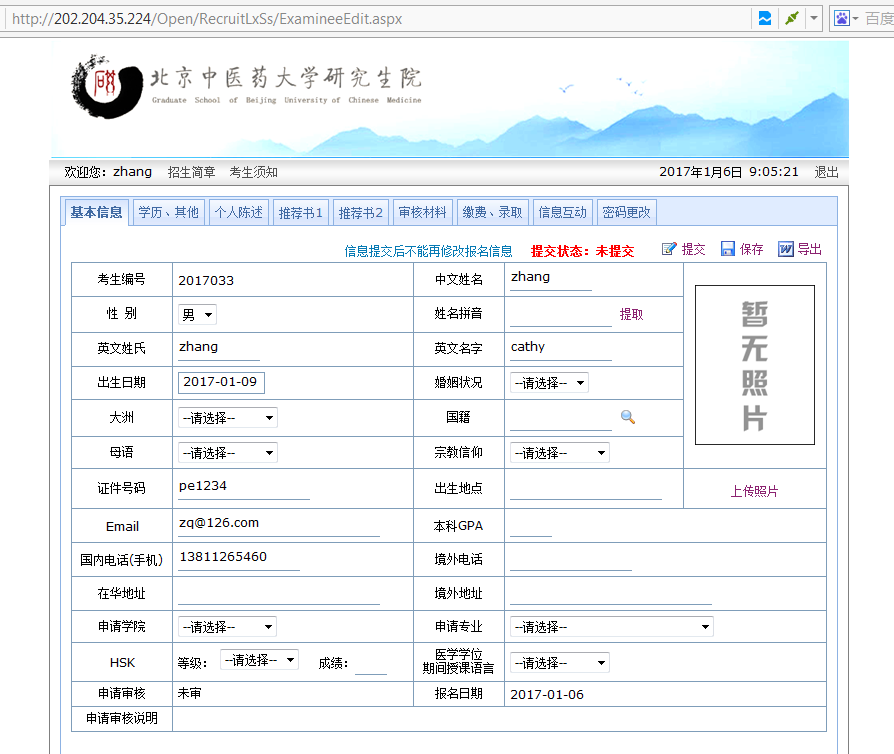 http://202.204.35.224/Open/RecruitLxSs/ExamineeEdit.aspx 百度
北京中医药大学研究生院
Graduate School of Beijing University of Chinese Medicine
欢迎您：zhang 招生简章 考生须知 2017年1月6日 9:05:21 退出
基本信息 学历、其他 个人陈述 推荐书1 推荐书2 审核材料 缴费、录取 信息互动 密码更改
信息提交后不能再修改报名信息 提交状态：未提交 提交 保存 导出
考生编号 2017033 中文姓名 zhang
性 别 男 姓名拼音 提取
英文姓氏 zhang 英文名字 cathy
暂无照片
出生日期 2017-01-09 婚姻状况 --请选择--
大洲 --请选择-- 国籍
母语 --请选择-- 宗教信仰 --请选择--
证件号码 pe1234 出生地点 上传照片
Email zq@126.com 本科GPA
国内电话(手机) 13811265460 境外电话
在华地址 境外地址
申请学院 --请选择-- 申请专业 --请选择--
HSK 等级： --请选择-- 成绩： 医学学位
期间授课语言 --请选择--
申请审核 未审 报名日期 2017-01-06
申请审核说明